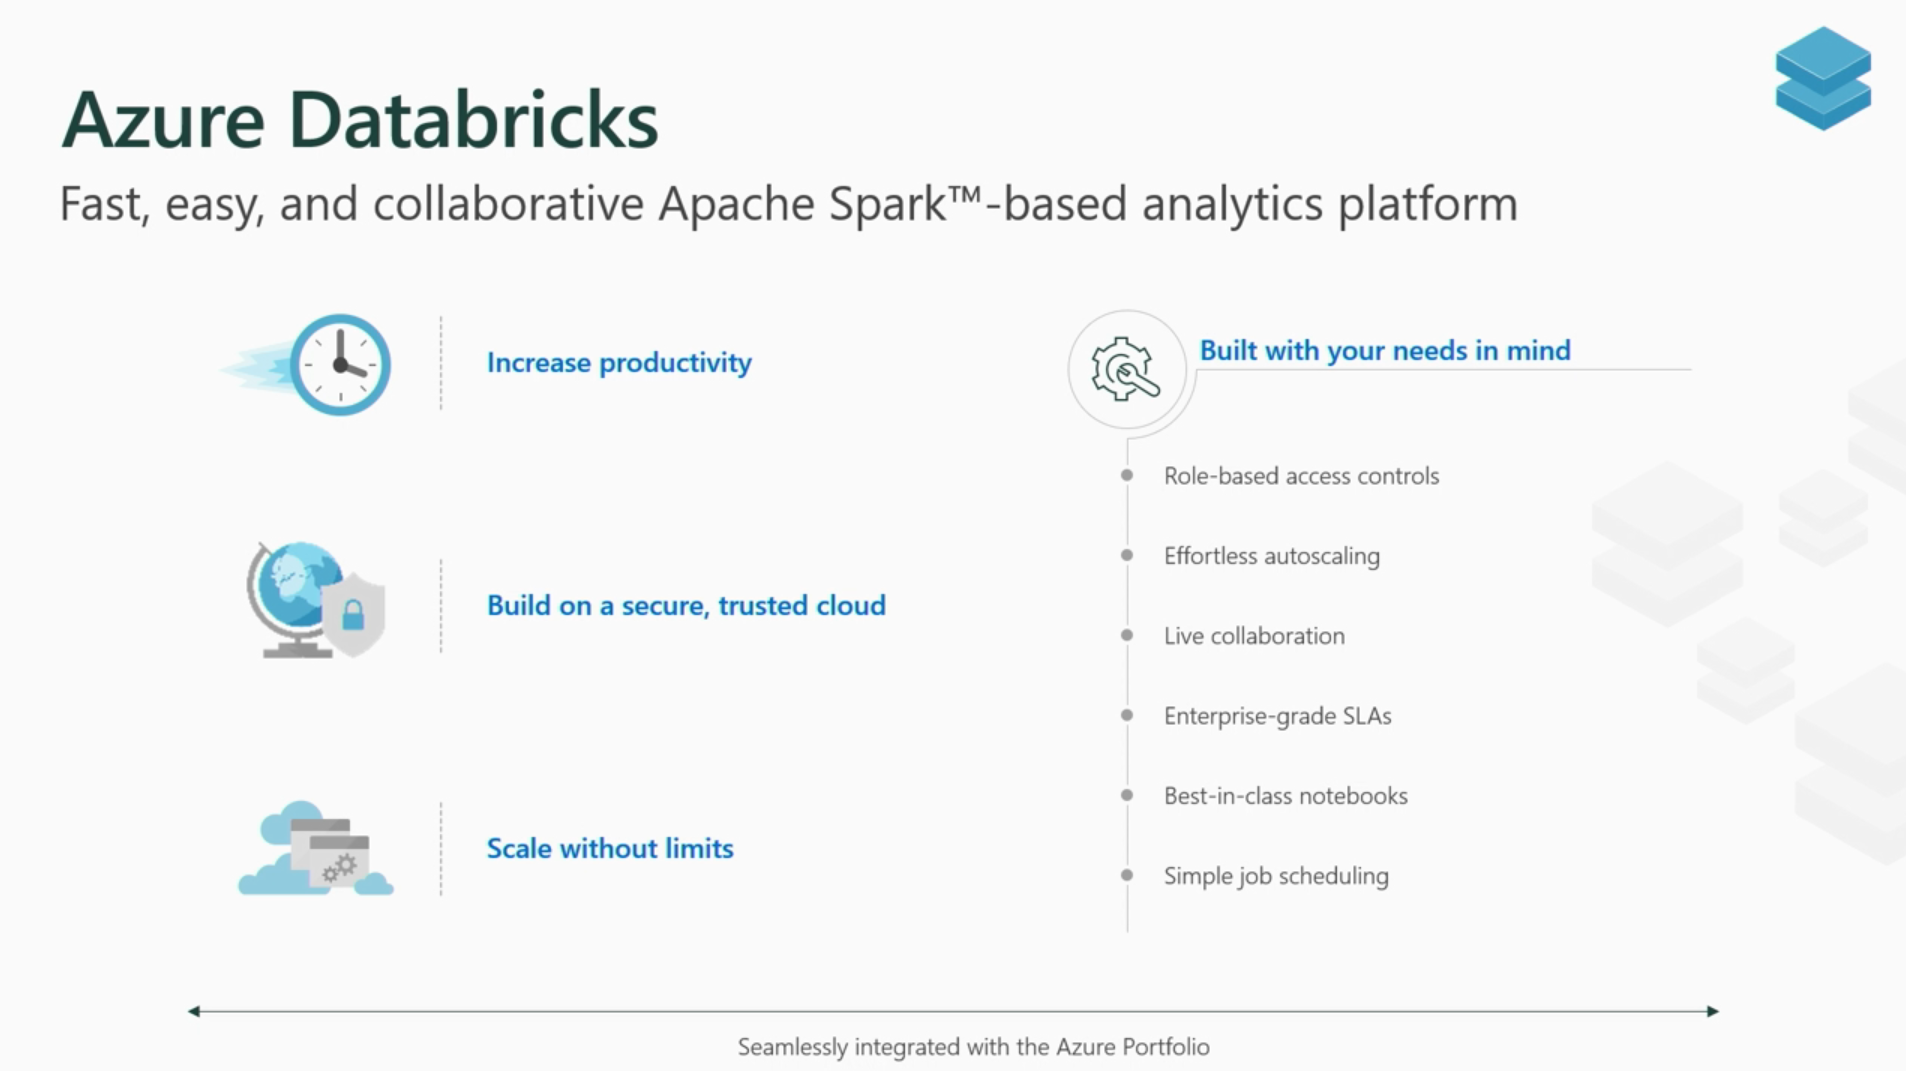 Azure Databricks
Fast, easy, and collaborative Apache Spark™-based analytics platform
Increase productivity
Build on a secure, trusted cloud
Scale without limits
Built with your needs in mind
Role-based access controls
Effortless autoscaling
Live collaboration
Enterprise-grade SLAs
Best-in-class notebooks
Simple job scheduling
Seamlessly integrated with the Azure Portfolio